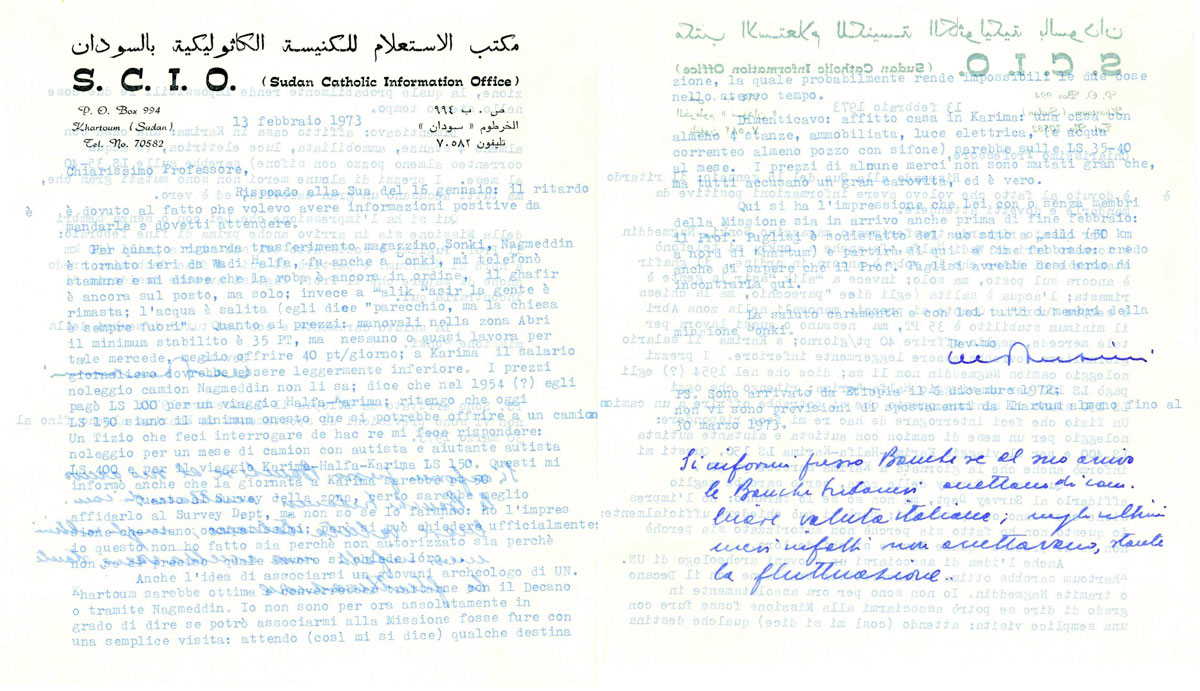 مكتب الاستعلام للكنيسة الكاثوليكية بالسودان
S. C. I. O. (Sudan Catholic Information Office)
P. O. Box 994
Khartoum (Sudan)
Tel. No. 70582
ص . ب ٩٩٤
الخرطوم « سودان »
تليفون ٧٠٥٨٢
13 febbraio 1973
Chiarissimo Professore,
Rispondo alla Sua del 16 gennaio: il ritardo
è dovuto al fatto che volevo avere informazioni positive da
mandarle e dovetti attendere.
Per quanto riguarda trasferimento magazzino Sonki, Nagmeddin
è tornato ieri da Wadi Halfa, fu anche a onki, mi telefonò
stamane e mi disse che la roba è ancora in ordine, il ghafir
è ancora sul posto, ma solo; invece a "alik "asir la gente è
rimasta; l'acqua è salita (egli dice "parecchio, ma la chiesa
è sempre fuori". Quanto ai prezzi: manovali nella zona Abri
il minimum stabilito è 35 PT, ma nessuno o quasi lavora per
tale mercede, meglio offrire 40 pt/giorno; a Karima il salario
giornaliero dovrebbe essere leggermente inferiore. I prezzi
noleggio camion Nagmeddin non li sa; dice che nel 1954 (?) egli
pagò LS 100 per un viaggio Halfa-Karima; ritengo che oggi
LS 150 siano il minimum onesto che si potrebbe offrire a un camion
Un Tizio che feci interrogare de hac re mi fece rispondere:
noleggio per un mese di camion con autista e aiutante autista
LS 400 e per il viaggio Karima-Halfa-Karima LS 150. Questi mi
informò anche che la giornata a Karima sarebbe
survey della zona, certo sarebbe meglio
affidarlo al Survey Dept, ma non so se lo faranno: ho l'impres
sione che siano occupatissimi; però si può chiedere ufficialmente:
io questo non ho fatto sia perchè non autorizzato sia perchè
non so preciso quale lavoro si chiede loro.
Anche l'idea di associarsi un giovani archeologo di UN.
Khartoum sarebbe ottima e ne con il Decano
o tramite Nagmeddin. Io non sono per ora assolutamente in
grado di dire se potrò associarmi alla Missione fosse fure con
una semplice visita: attendo (così mi si dice) qualche destina
zione, la quale probabilmente rende impossibili le due cose
nello stesso tempo.
Dimenticavo: affitto casa in Karima: una casa con
almeno 4 stanze, ammobiliata, luce elettrica, (e acqua
correnteo almeno pozzo con sifone) sarebbe sulle LS 35-40
al mese. I prezzi di alcune merci non sono mutati gran che,
ma tutti accusano un gran carovita, ed è vero.
Qui si ha l'impressione che Lei con o senza membri
della Missione sia in arrivo anche prima di fine febbraio:
il Prof. Puglisi è sodisfatto del suo sito a Geili (50 km
a nord di Khartum) e partirà di qui a fine febbraio: credo
anche di sapere che il Prof. Puglisi avrebbe desiderio di
incontrarla qui.
La saluto caramente e con lei tutti i membri della
missione onki.
Dev.mo
PS. Sono arrivato da Etiopia il 6 dicembre 1972;
non vi sono previsioni di spostamenti da Khartum almeno fino al
30 marzo 1973.
Si informi presso Banche se al suo arrivo
le Banche sudanesi accettano di cam
biare valuta italiana; negli ultimi
mesi infatti non accettavano, stante
la fluttuazione.